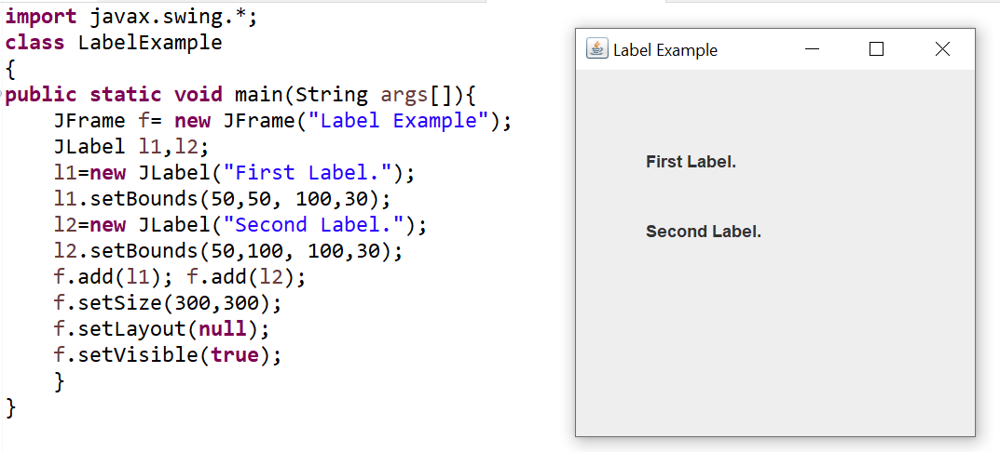 import javax.swing.*;
class LabelExample
{
public static void main(String args[]){
    JFrame f= new JFrame("Label Example");
    JLabel l1,l2;
    l1=new JLabel("First Label.");
    l1.setBounds(50,50, 100,30);
    l2=new JLabel("Second Label.");
    l2.setBounds(50,100, 100,30);
    f.add(l1); f.add(l2);
    f.setSize(300,300);
    f.setLayout(null);
    f.setVisible(true);
    }
}
Label Example
First Label.
Second Label.